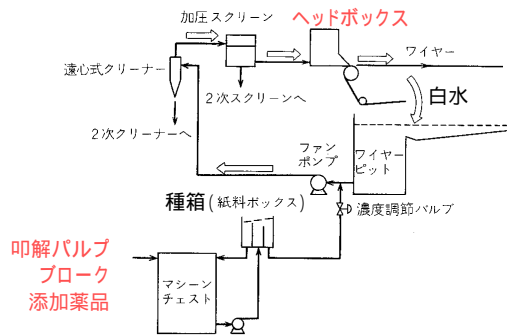 加圧スクリーン
ヘッドボックス
ワイヤー
遠心式クリーナー
2次スクリーンへ
白水
2次クリーナーへ
ファン
ポンプ
ワイヤー
ピット
種箱(紙料ボックス)
濃度調節バルブ
叩解パルプ
ブローク
添加薬品
マシーン
チェスト